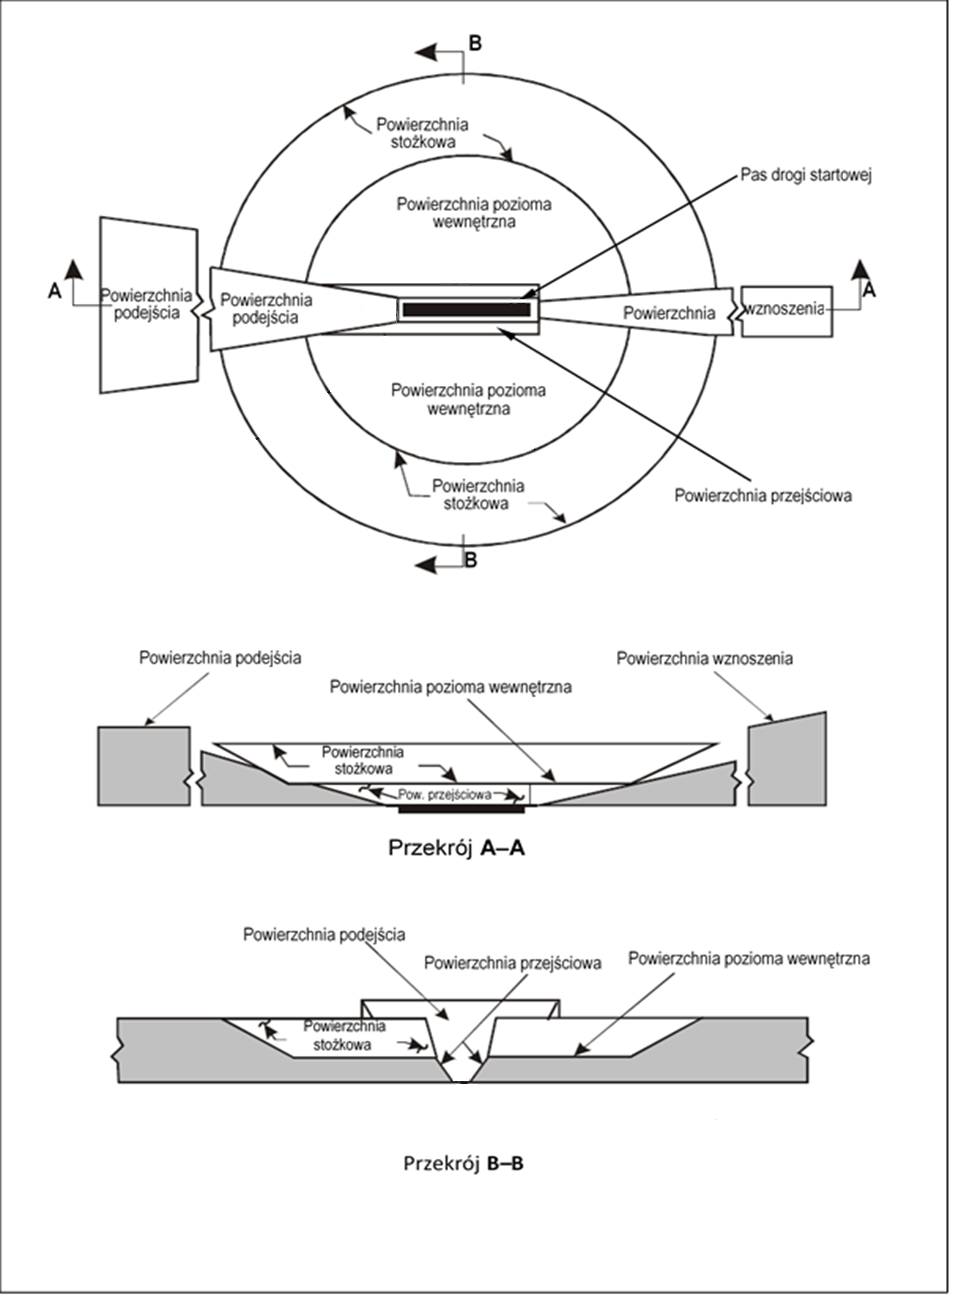 B
Powierzchnia
stożkowa
Pas drogi startowej
Powierzchnia pozioma
wewnętrzna
A
Powierzchnia
podejścia
Powierzchnia
podejścia
Powierzchnia
wznoszenia
A
Powierzchnia pozioma
wewnętrzna
Powierzchnia
stożkowa
Powierzchnia przejściowa
B
Powierzchnia podejścia
Powierzchnia wznoszenia
Powierzchnia pozioma wewnętrzna
Powierzchnia
stożkowa
Pow. przejściowa
Przekrój A–A
Powierzchnia podejścia
Powierzchnia przejściowa
Powierzchnia pozioma wewnętrzna
Powierzchnia
stożkowa
Przekrój B–B